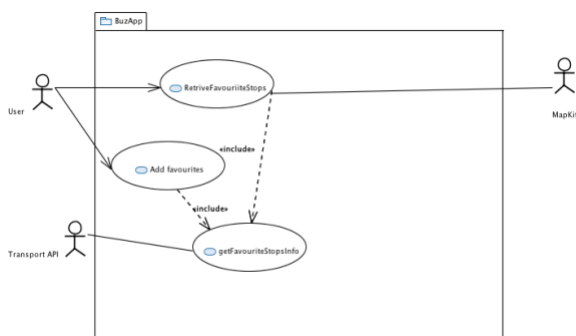 BuzApp
RetriveFavouriiteStops
User
MapKit
«include»
Add favourites
«include»
getFavouriteStopsInfo
Transport API